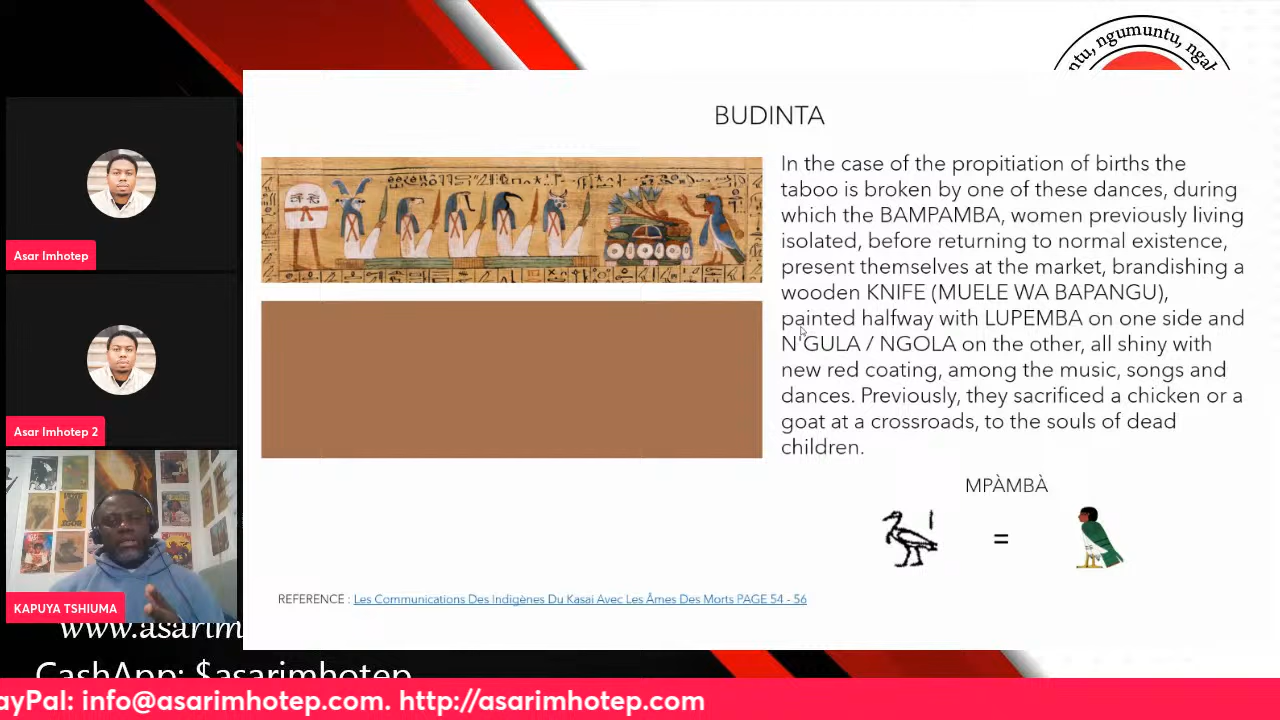 ntu, ngumuntu, ngab
BUDINTA
In the case of the propitiation of births the
taboo is broken by one of these dances, during
which the BAMPAMBA, women previously living
isolated, before returning to normal existence,
present themselves at the market, brandishing a
wooden KNIFE (MUELE WA BAPANGU),
painted halfway with LUPEMBA on one side and
N'GULA / NGOLA on the other, all shiny with
new red coating, among the music, songs and
dances. Previously, they sacrificed a chicken or a
goat at a crossroads, to the souls of dead
children.
MPÀMBÀ
=
REFERENCE : Les Communications Des Indigènes Du Kasai Avec Les Âmes Des Morts PAGE 54 - 56
Asar Imhotep
Asar Imhotep 2
KAPUYA TSHIUMA
www.asarim
CashApp: $asarimhotep
ayPal: info@asarimhotep.com. http://asarimhotep.com